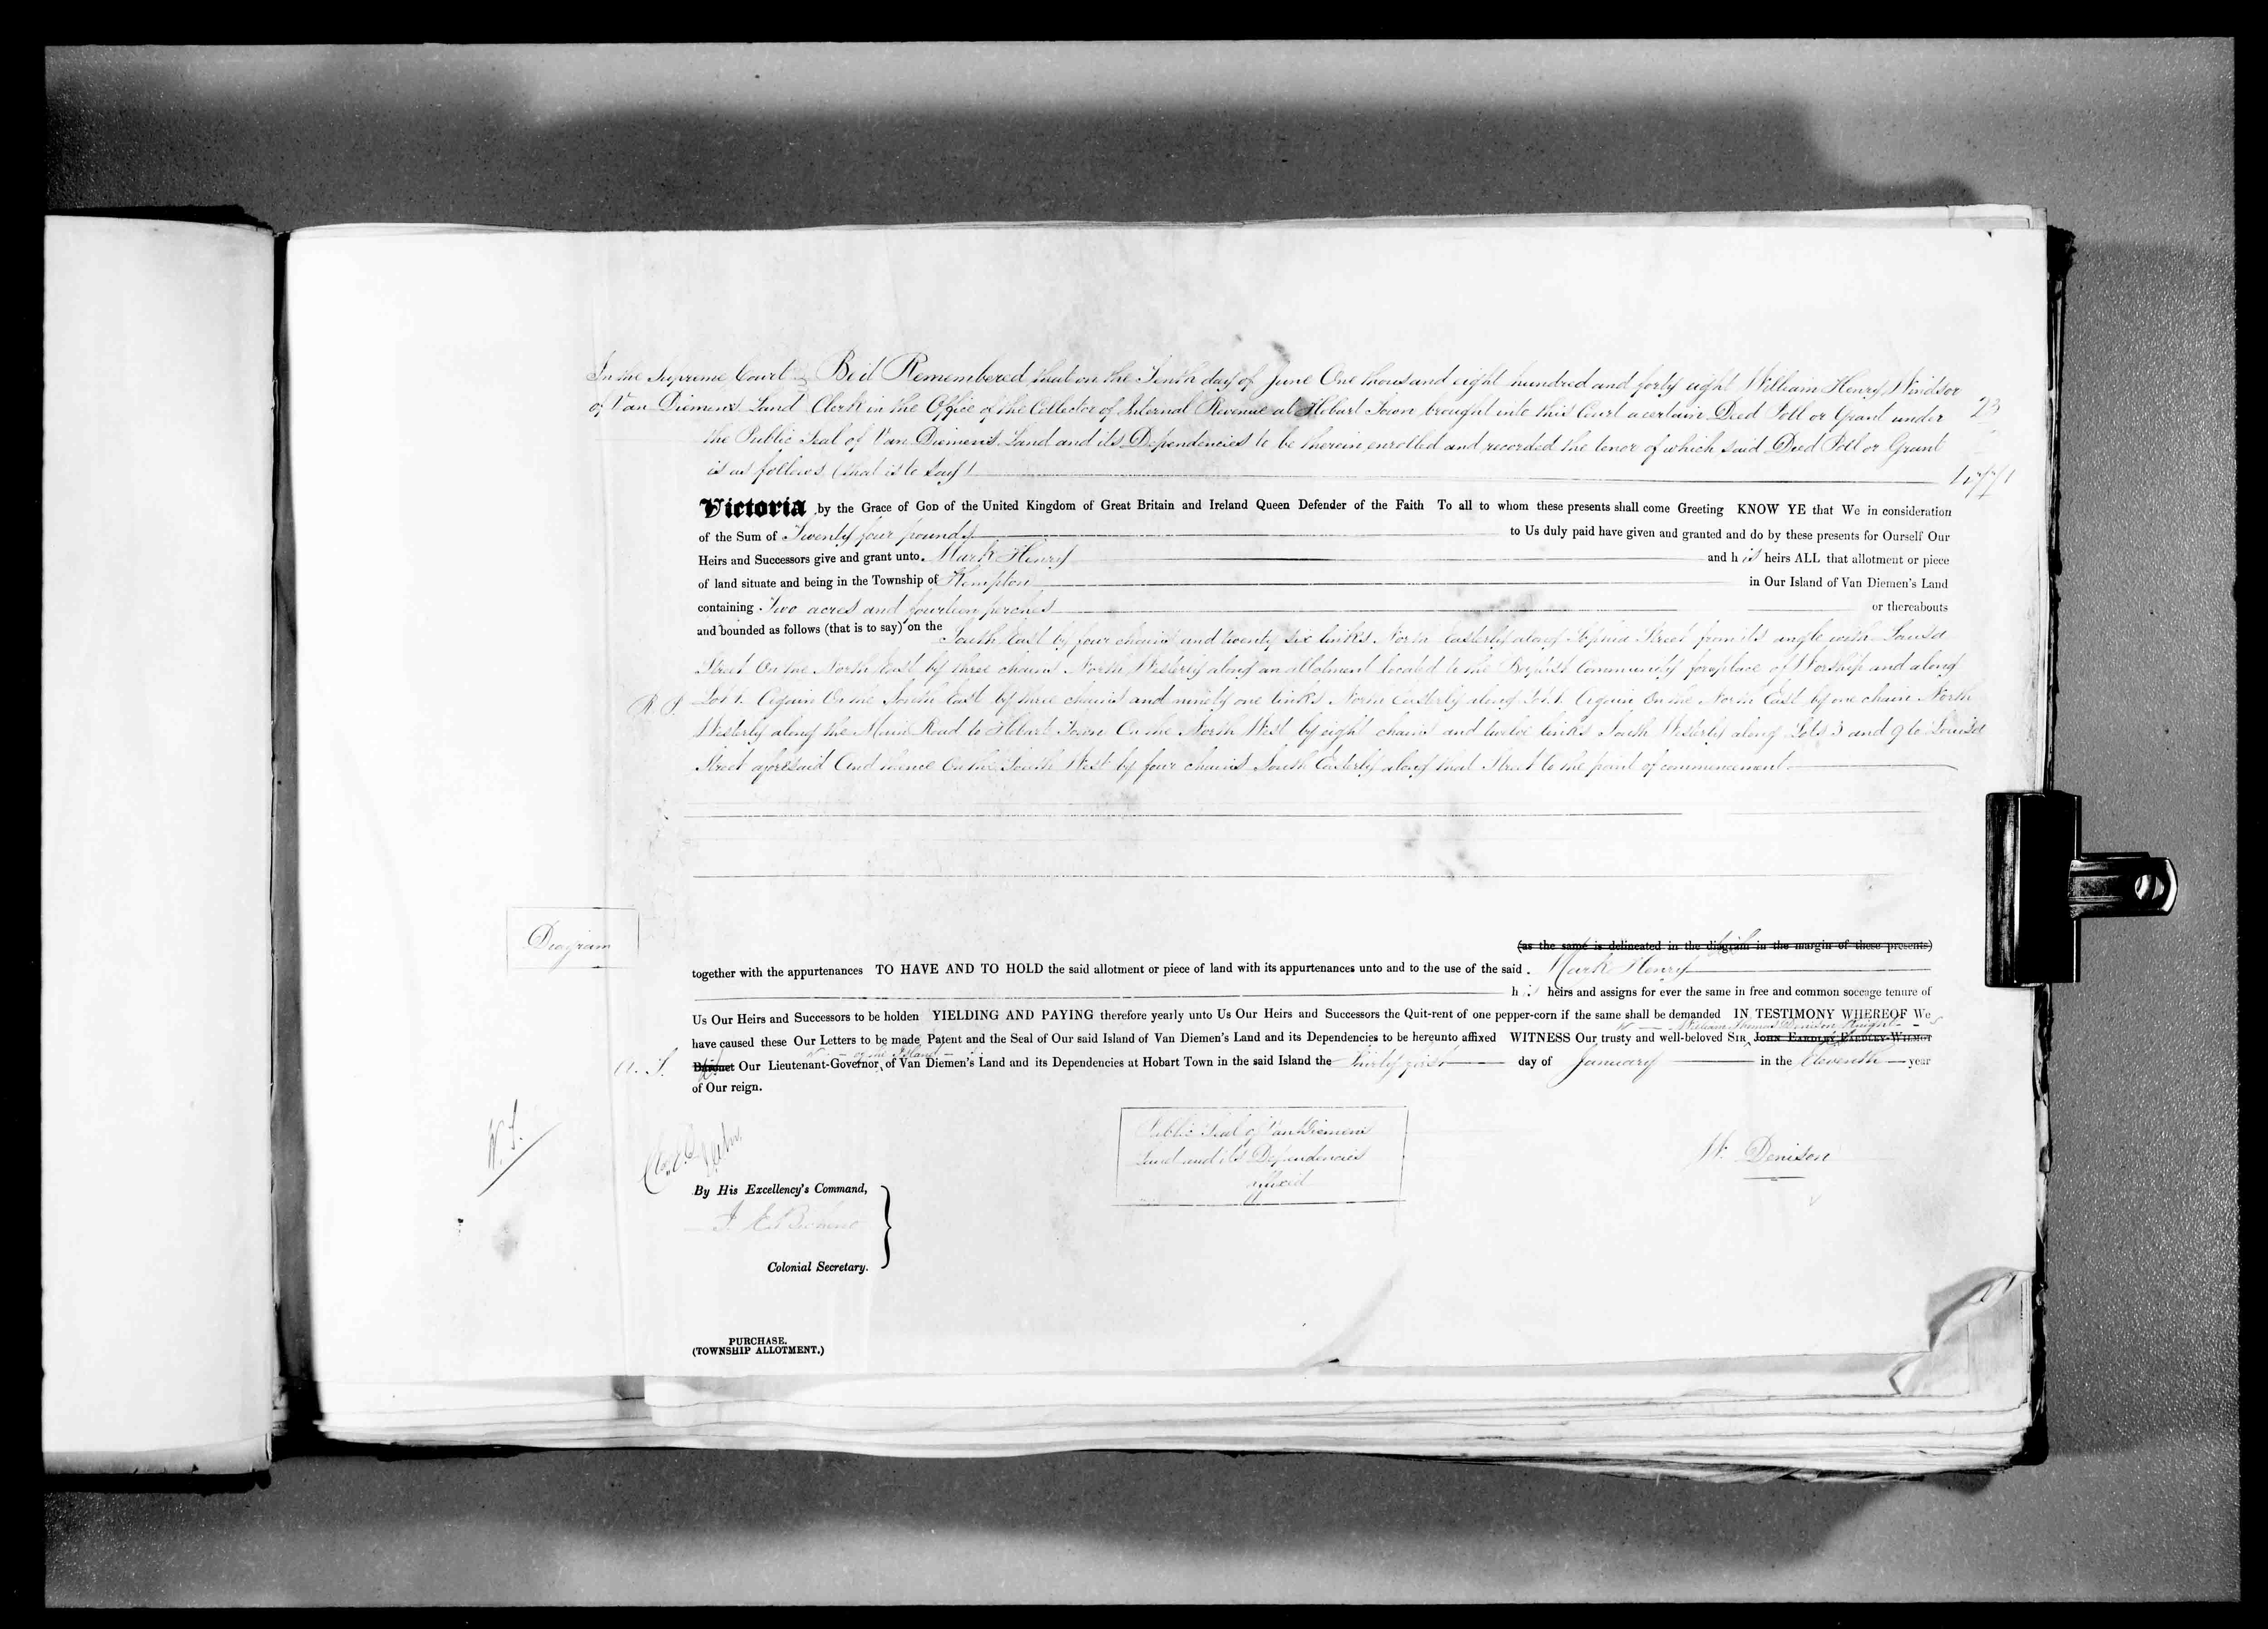 In the Supreme Court Be it Remembered that on the Tenth day of June One thousand eight hundred and forty eight William Henry Windsor
of Van Diemens Land Clerk in the Office of the Collector of Internal Revenue at Hobart Town brought into this Court a certain Deed Poll or Grant under
23
the Public Seal of Van Diemen's Land and its Dependencies to be therein enrolled and recorded the tenor of which said Deed Poll or Grant
is as follows (that is to say)
Victoria by the Grace of God of the United Kingdom of Great Britain and Ireland Queen Defender of the Faith To all to whom these presents shall come Greeting KNOW YE that We in consideration
of the Sum of Twenty four pounds to Us duly paid have given and granted and do by these presents for Ourself Our
Heirs and Successors give and grant unto Mark Henry and his heirs ALL that allotment or piece
of land situate and being in the Township of Kempton in Our Island of Van Diemen's Land
containing Two acres and fourteen perches or thereabouts
and bounded as follows (that is to say) on the South East by four chains and twenty six links North Easterly along Sophia Street from its angle with Louisa
Street On the North East by three chains North Westerly along an allotment located to the Baptist Community for a place of Worship and along
R. P. Lot 1. Again On the South East by three chains and ninety one links North Easterly along Lot 1. Again On the North East by one chain North
Westerly along the Main Road to Hobart Town On the North West by eight chains and twelve links South Westerly along Lots 3 and 9 to Louisa
Street aforesaid And thence On the South West by four chains South Easterly along that Street to the point of commencement
Diagram
(as the same is delineated in the diagram in the margin of these presents)
together with the appurtenances TO HAVE AND TO HOLD the said allotment or piece of land with its appurtenances unto and to the use of the said Mark Henry
his heirs and assigns for ever the same in free and common soccage tenure of
Us Our Heirs and Successors to be holden YIELDING AND PAYING therefore yearly unto Us Our Heirs and Successors the Quit-rent of one pepper-corn if the same shall be demanded IN TESTIMONY WHEREOF We
William Thomas Denison Knight
have caused these Our Letters to be made Patent and the Seal of Our said Island of Van Diemen's Land and its Dependencies to be hereunto affixed WITNESS Our trusty and well-beloved SIR JOHN EARDLEY EARDLEY-WILMOT
of the Island
Baronet Our Lieutenant-Governor of Van Diemen's Land and its Dependencies at Hobart Town in the said Island the Thirty first day of January in the Eleventh year
of Our reign.
Public Seal of Van Diemens
Land and its Dependencies
affixed
W. Denison
By His Excellency's Command,
J. E. Bicheno
Colonial Secretary.
PURCHASE.
(TOWNSHIP ALLOTMENT.)